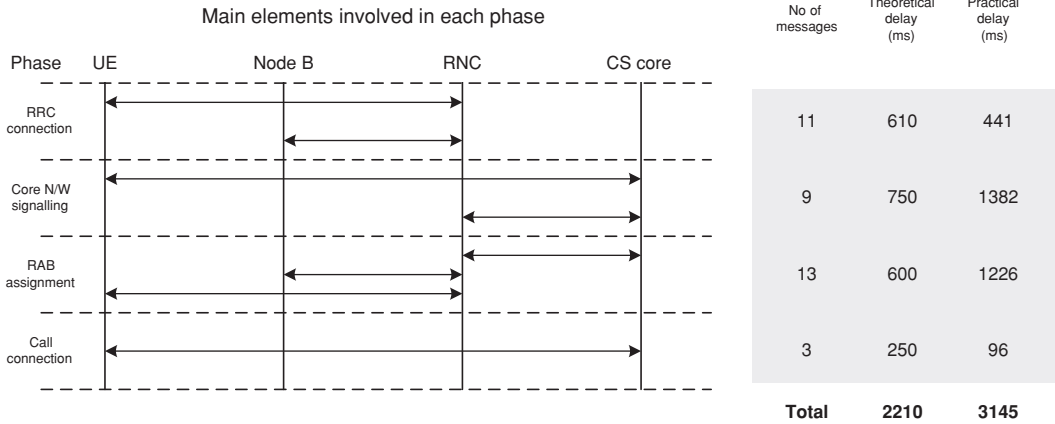 Main elements involved in each phase
No of
messages
Theoretical
delay
(ms)
Practical
delay
(ms)
Phase UE Node B RNC CS core
RRC
connection
11 610 441
Core N/W
signalling
9 750 1382
RAB
assignment
13 600 1226
Call
connection
3 250 96
Total 2210 3145